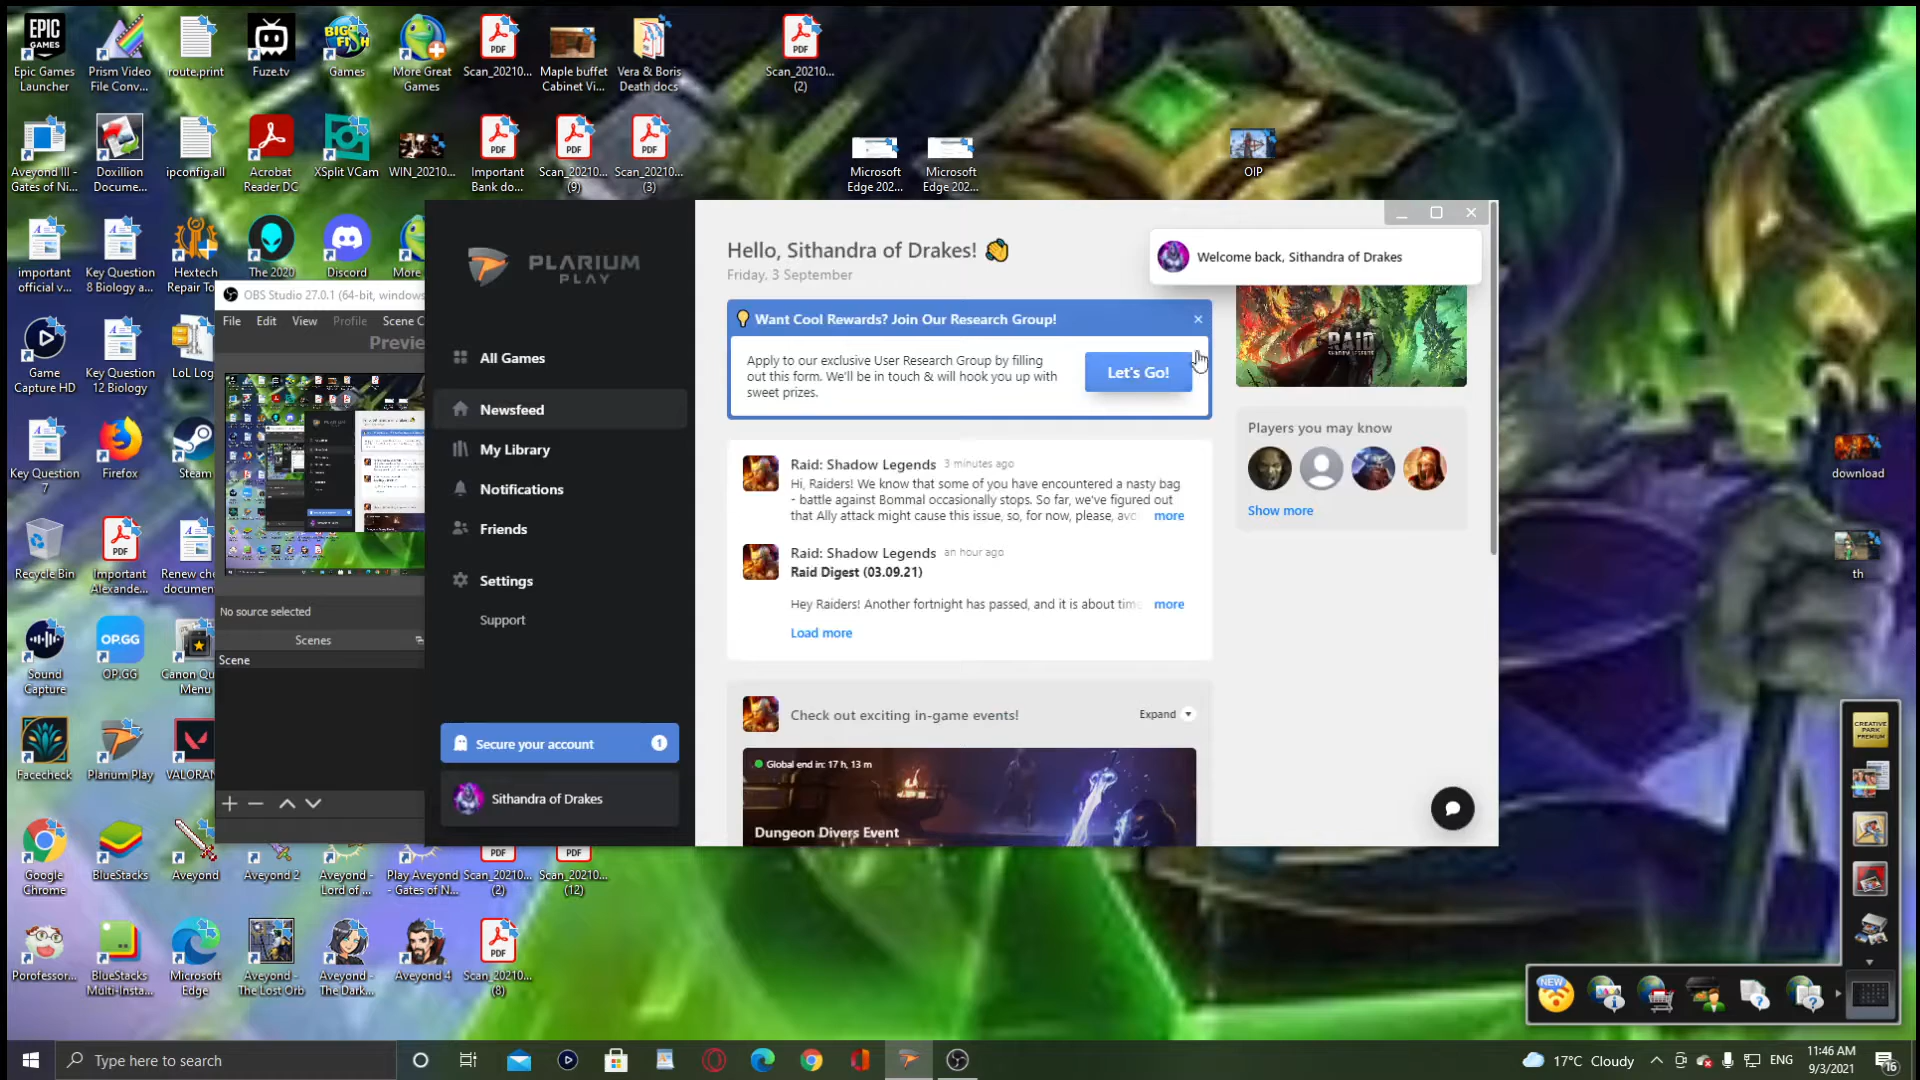 Epic Games
Launcher
Prism Video
File Conv...
route.print
Fuze.tv
Games
More Great
Games
Scan_20210...
Maple buffet
Cabinet Vi...
Vera & Boris
Death docs
Scan_20210...
(2)
Aveyond III -
Gates of Ni...
Doxillion
Docume...
ipconfig.all
Acrobat
Reader DC
XSplit VCam
WIN_20210...
Important
Bank do...
Scan_20210...
(9)
Scan_20210...
(3)
Microsoft
Edge 202...
Microsoft
Edge 202...
OIP
important
official v...
Key Question
8 Biology a...
Hextech
Repair To
The 2020
Discord
More
OBS Studio 27.0.1 (64-bit, windows
File Edit View Profile Scene C
Previe
Game
Capture HD
Key Question
12 Biology
LoL Log
Key Question
7
Firefox
Steam
Recycle Bin
Important
Alexande...
Renew che
documen
No source selected
Scenes
Scene
Sound
Capture
OP.GG
OP.GG
Canon Qu
Menu
Facecheck
Plarium Play
VALORAN
Google
Chrome
BlueStacks
Aveyond
Aveyond 2
Aveyond -
Lord of ...
Play Aveyond
- Gates of N...
Scan_20210...
(2)
Scan_20210...
(12)
Porofessor...
BlueStacks
Multi-Insta...
Microsoft
Edge
Aveyond -
The Lost Orb
Aveyond -
The Dark...
Aveyond 4
Scan_20210...
(8)
PLARIUM
PLAY
All Games
Newsfeed
My Library
Notifications
Friends
Settings
Support
Secure your account 1
Sithandra of Drakes
Hello, Sithandra of Drakes!
Friday, 3 September
Welcome back, Sithandra of Drakes
Want Cool Rewards? Join Our Research Group!
Apply to our exclusive User Research Group by filling
out this form. We'll be in touch & will hook you up with
sweet prizes.
Let's Go!
RAID
Players you may know
Show more
Raid: Shadow Legends 3 minutes ago
Hi, Raiders! We know that some of you have encountered a nasty bag
- battle against Bommal occasionally stops. So far, we've figured out
that Ally attack might cause this issue, so, for now, please, avo more
Raid: Shadow Legends an hour ago
Raid Digest (03.09.21)
Hey Raiders! Another fortnight has passed, and it is about time more
Load more
Check out exciting in-game events! Expand
Global end in: 17 h, 13 m
Dungeon Divers Event
download
th
CREATIVE
PARK
PREMIUM
NEW
Type here to search
17°C Cloudy
ENG
11:46 AM
9/3/2021
16